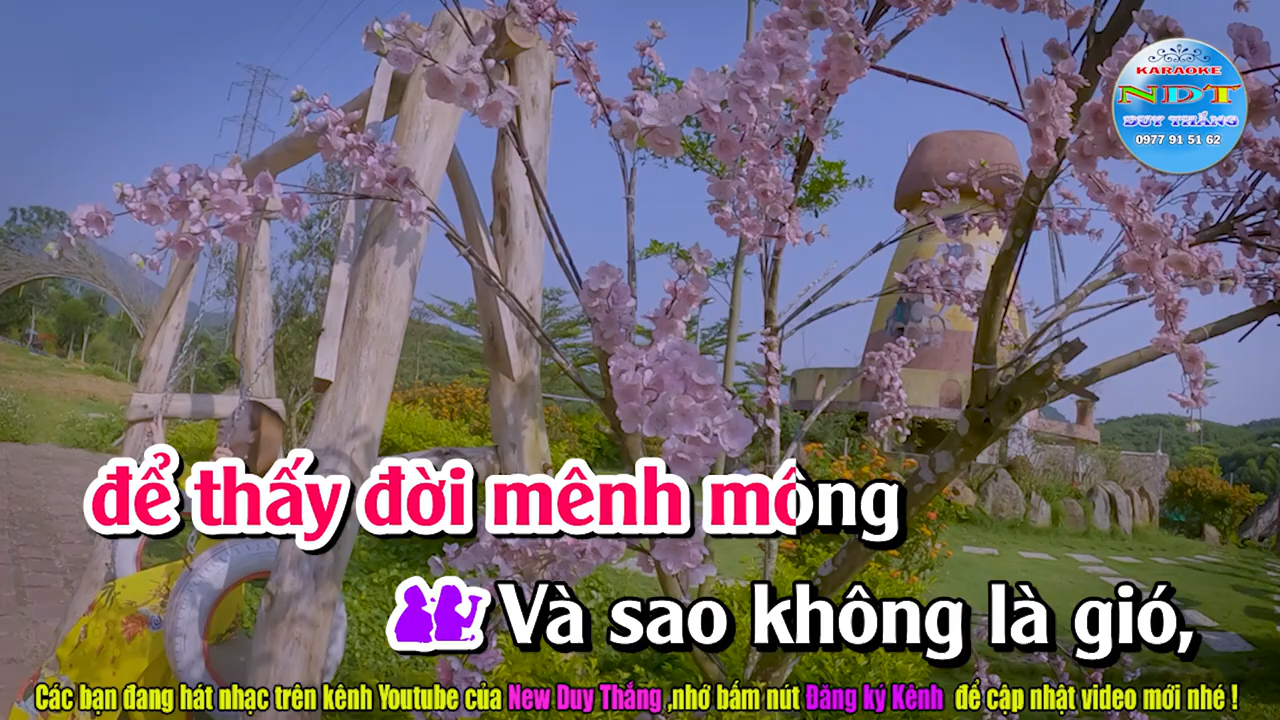 KARAOKE
NDT
DUY THẮNG
0977 91 51 62
để thấy đời mênh mông
Và sao không là gió,
Các bạn đang hát nhạc trên kênh Youtube của New Duy Thắng ,nhớ bấm nút Đăng ký Kênh để cập nhật video mới nhé !